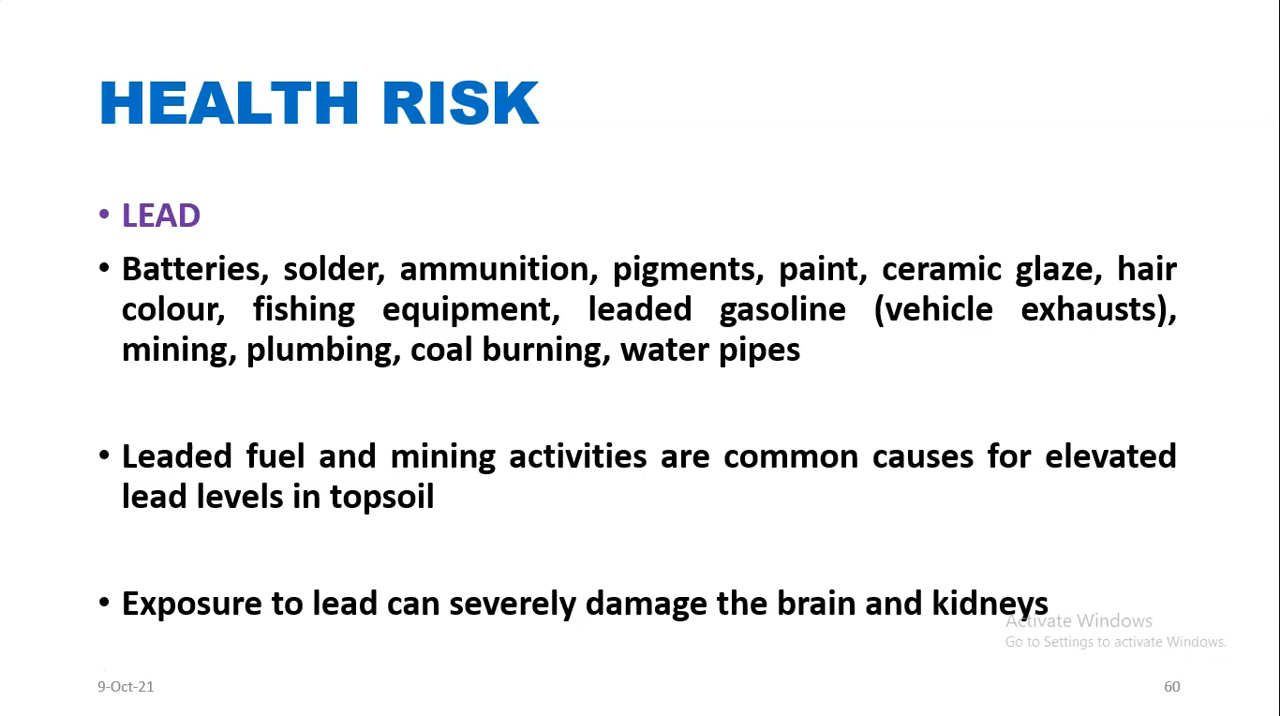 HEALTH RISK
• LEAD
• Batteries, solder, ammunition, pigments, paint, ceramic glaze, hair
colour, fishing equipment, leaded gasoline (vehicle exhausts),
mining, plumbing, coal burning, water pipes
• Leaded fuel and mining activities are common causes for elevated
lead levels in topsoil
• Exposure to lead can severely damage the brain and kidneys
Activate Windows
Go to Settings to activate Windows.
9-Oct-21
60